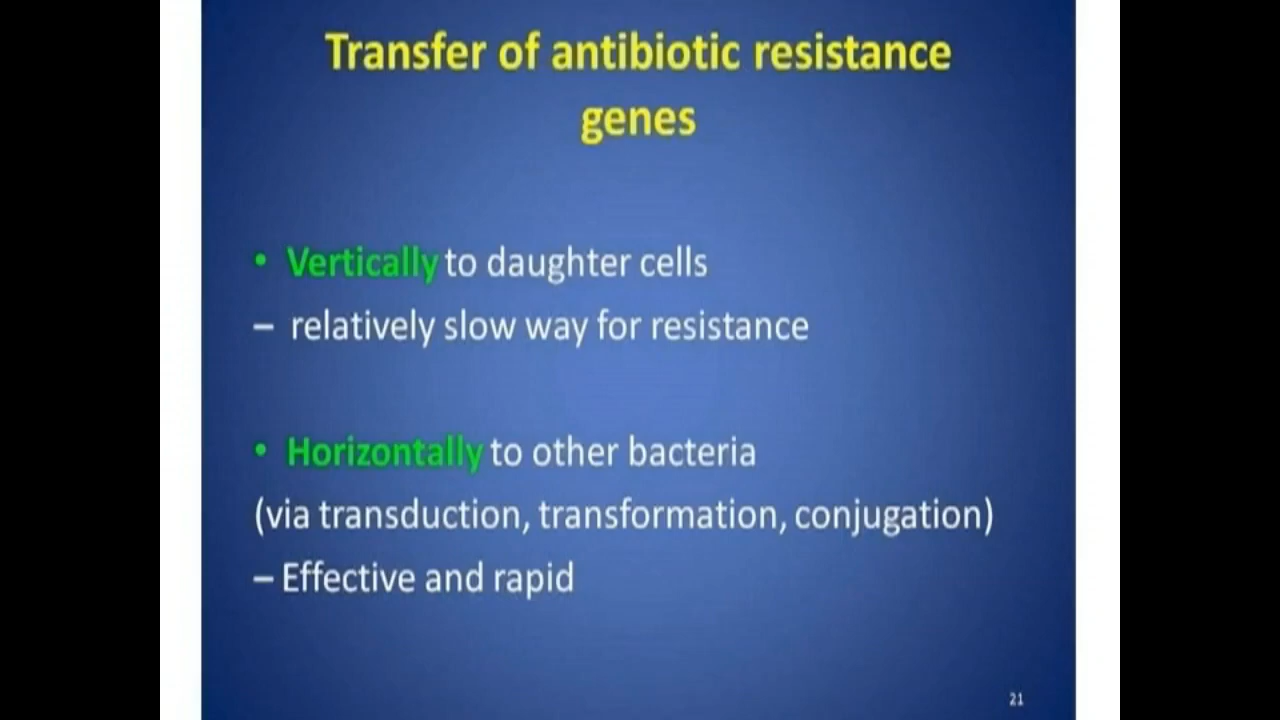 Transfer of antibiotic resistance
genes
• Vertically to daughter cells
– relatively slow way for resistance
• Horizontally to other bacteria
(via transduction, transformation, conjugation)
– Effective and rapid
21